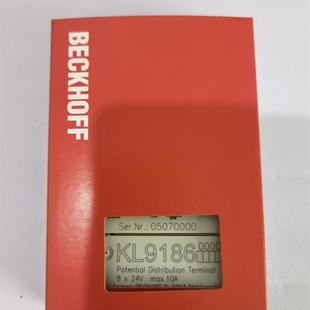 BECKHOFF
Ser.Nr.: 05070000
KL9186 0000
Potential Distribution Terminal
8 x 24V max.10A